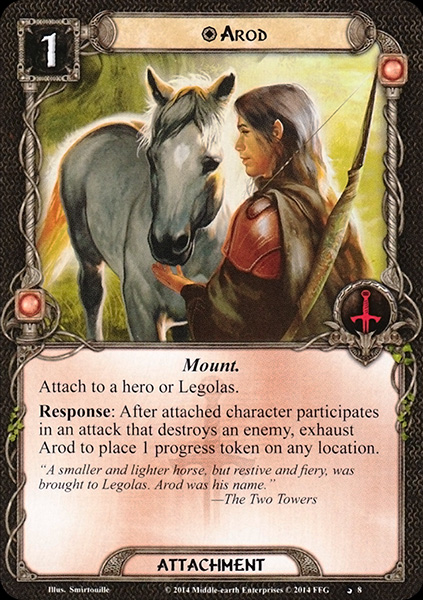 1
Arod
Mount.
Attach to a hero or Legolas.
Response: After attached character participates
in an attack that destroys an enemy, exhaust
Arod to place 1 progress token on any location.
"A smaller and lighter horse, but restive and fiery, was
brought to Legolas. Arod was his name."
—The Two Towers
ATTACHMENT
Illus. Smirtouille © 2014 Middle-earth Enterprises © 2014 FFG 8